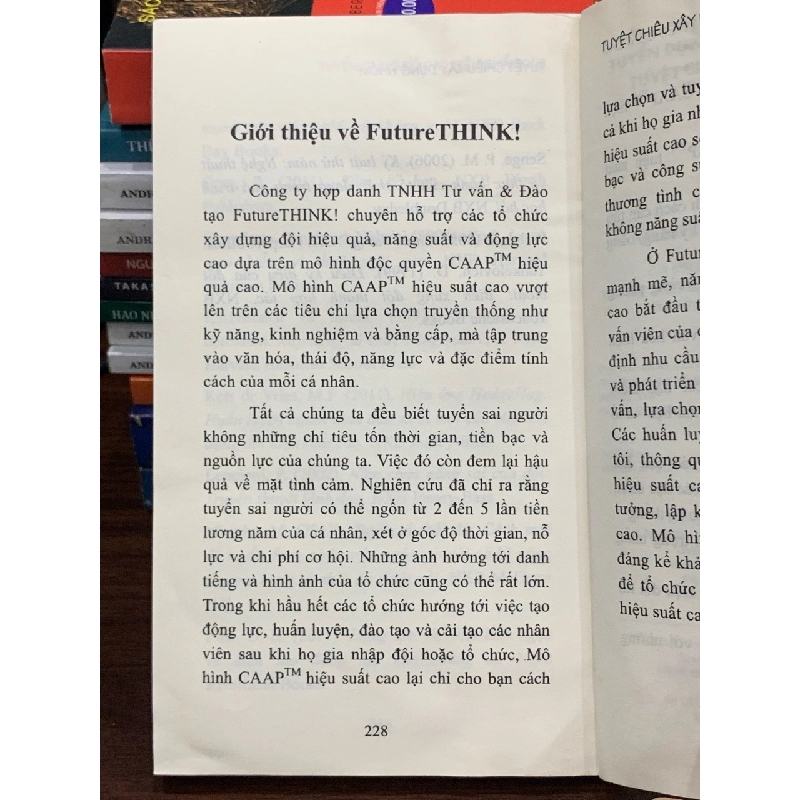 Giới thiệu về FutureTHINK!
Công ty hợp danh TNHH Tư vấn & Đào
tạo FutureTHINK! chuyên hỗ trợ các tổ chức
xây dựng đội hiệu quả, năng suất và động lực
cao dựa trên mô hình độc quyền CAAP™ hiệu
quả cao. Mô hình CAAP™ hiệu suất cao vượt
lên trên các tiêu chí lựa chọn truyền thống như
kỹ năng, kinh nghiệm và bằng cấp, mà tập trung
vào văn hóa, thái độ, năng lực và đặc điểm tính
cách của mỗi cá nhân.
Tất cả chúng ta đều biết tuyển sai người
không những chỉ tiêu tốn thời gian, tiền bạc và
nguồn lực của chúng ta. Việc đó còn đem lại hậu
quả về mặt tình cảm. Nghiên cứu đã chỉ ra rằng
tuyển sai người có thể ngốn từ 2 đến 5 lần tiền
lương năm của cá nhân, xét ở góc độ thời gian, nỗ
lực và chi phí cơ hội. Những ảnh hưởng tới danh
tiếng và hình ảnh của tổ chức cũng có thể rất lớn.
Trong khi hầu hết các tổ chức hướng tới việc tạo
động lực, huấn luyện, đào tạo và cải tạo các nhân
viên sau khi họ gia nhập đội hoặc tổ chức, Mô
hình CAAP™ hiệu suất cao lại chỉ cho bạn cách
228
TUYỆT CHIÊU XÂY
lựa chọn và tuy
cả khi họ gia nh
hiệu suất cao s
bạc và công s
thương tình c
không năng suấ
Ở Futur
mạnh mẽ, năn
cao bắt đầu t
vấn viên của c
định nhu cầu
và phát triển
vấn, lựa chọn
Các huấn luy
tôi, thông qu
hiệu suất ca
tưởng, lập k
cao. Mô hì
đáng kể khả
để tổ chức
hiệu suất ca
ANDR
ANDR
NGU
TAKAS
HAO NH
AND
AND